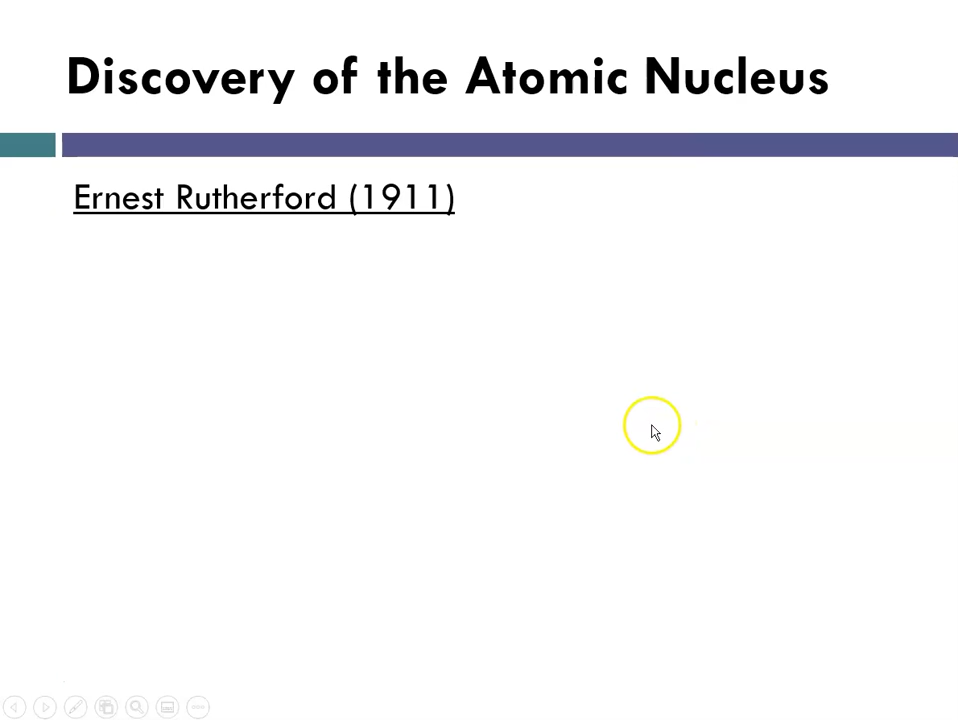 Discovery of the Atomic Nucleus
Ernest Rutherford (1911)